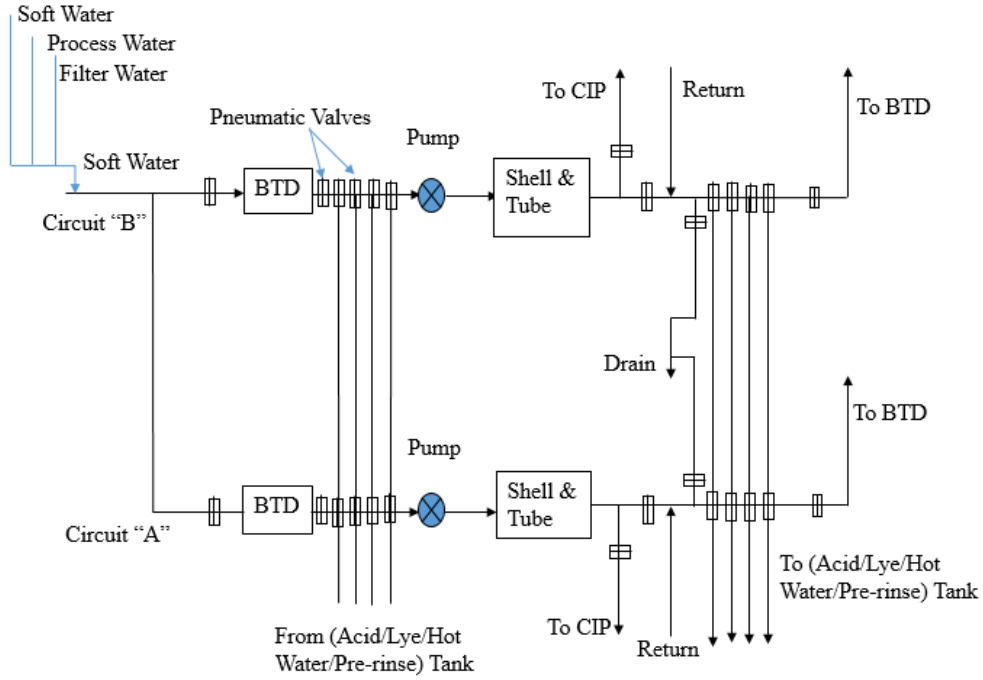 Soft Water
Process Water
Filter Water
To CIP
Return
To BTD
Pneumatic Valves
Pump
Soft Water
BTD
Shell &
Tube
Circuit “B”
Drain
To BTD
Pump
BTD
Shell &
Tube
Circuit “A”
To (Acid/Lye/Hot
Water/Pre-rinse) Tank
From (Acid/Lye/Hot
Water/Pre-rinse) Tank
To CIP
Return